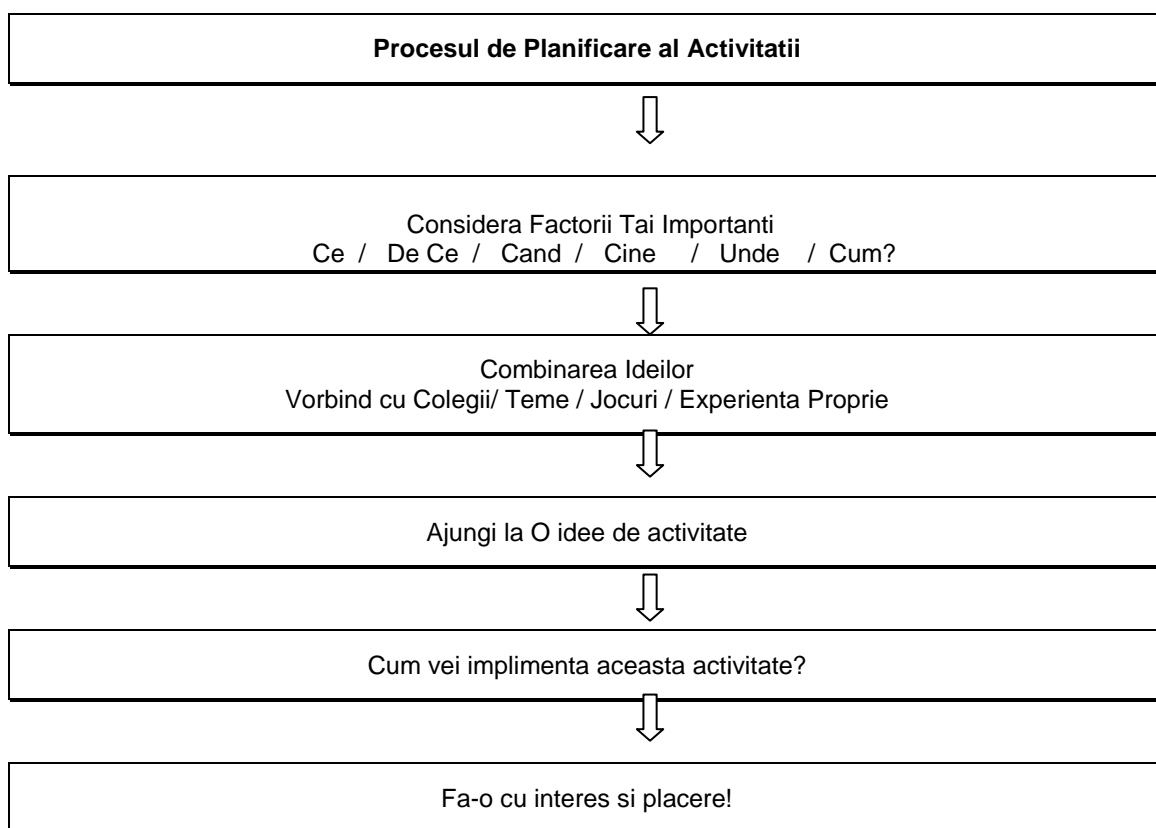 Procesul de Planificare al Activitatii
Considera Factorii Tai Importanti
Ce / De Ce / Cand / Cine / Unde / Cum?
Combinarea Ideilor
Vorbind cu Colegii/ Teme / Jocuri / Experienta Proprie
Ajungi la O idee de activitate
Cum vei implimenta aceasta activitate?
Fa-o cu interes si placere!